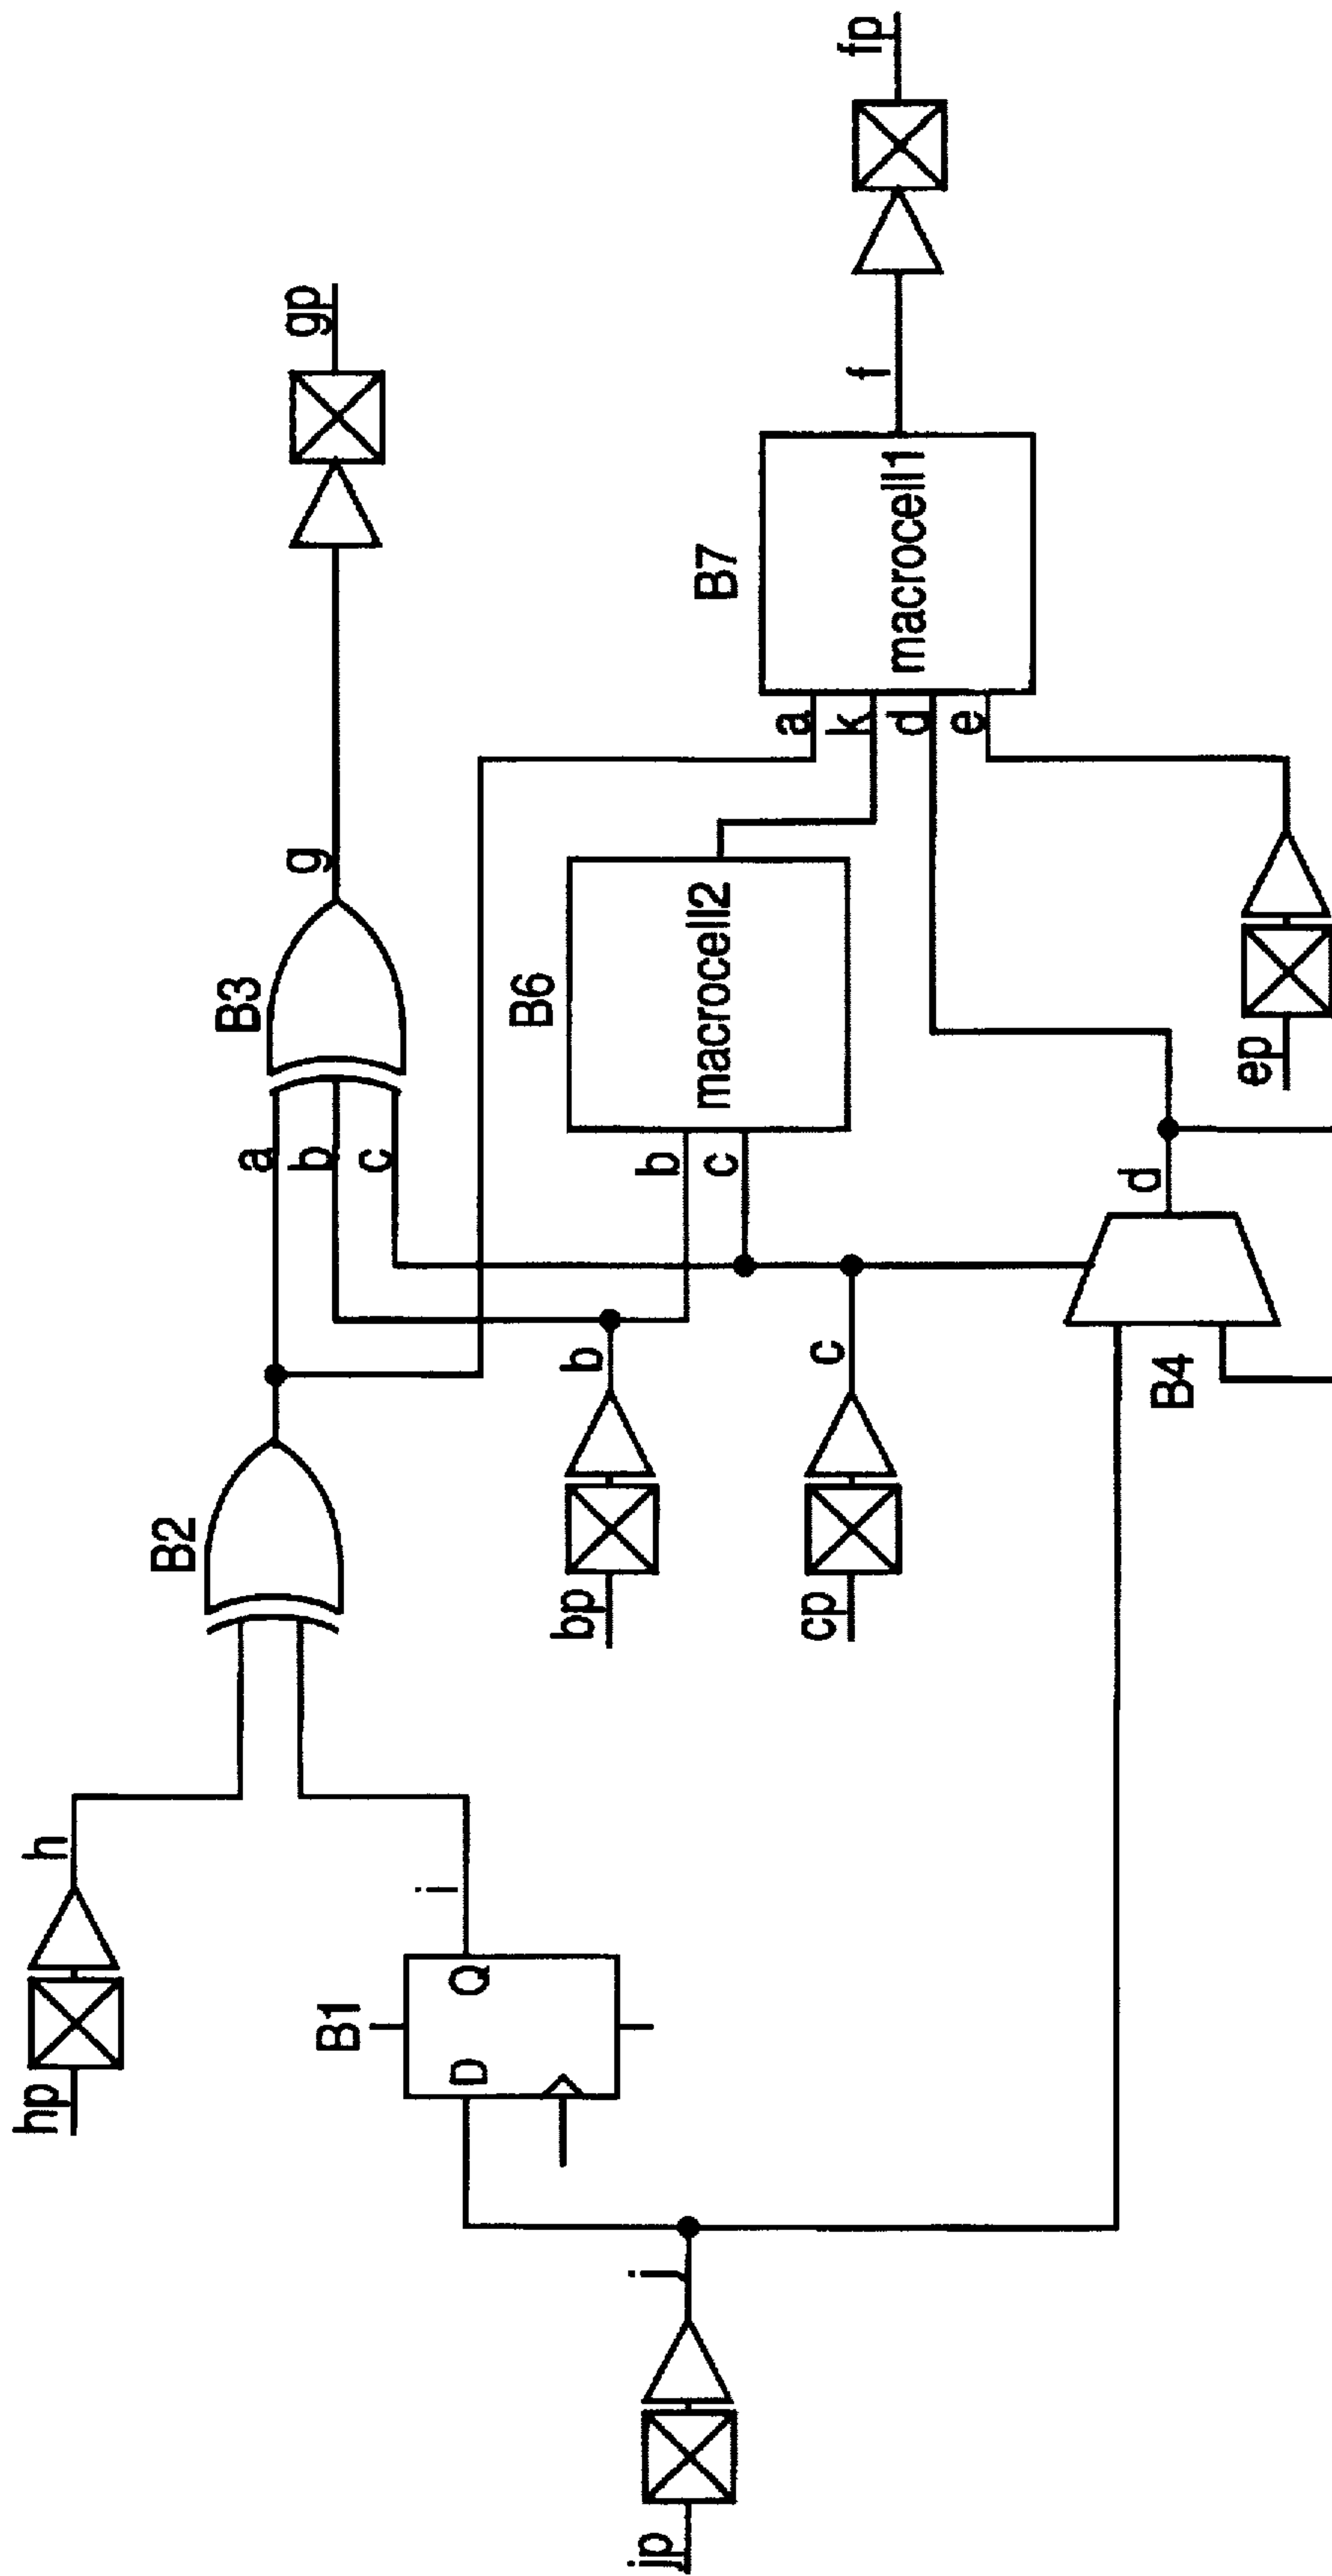 hp
h
B2
a
b
c
B3
g
gp
B1
D
Q
i
bp
b
b
c
B6
macrocell2
B7
a
k
d
e
macrocell1
f
fp
jp
j
cp
c
B4
d
ep